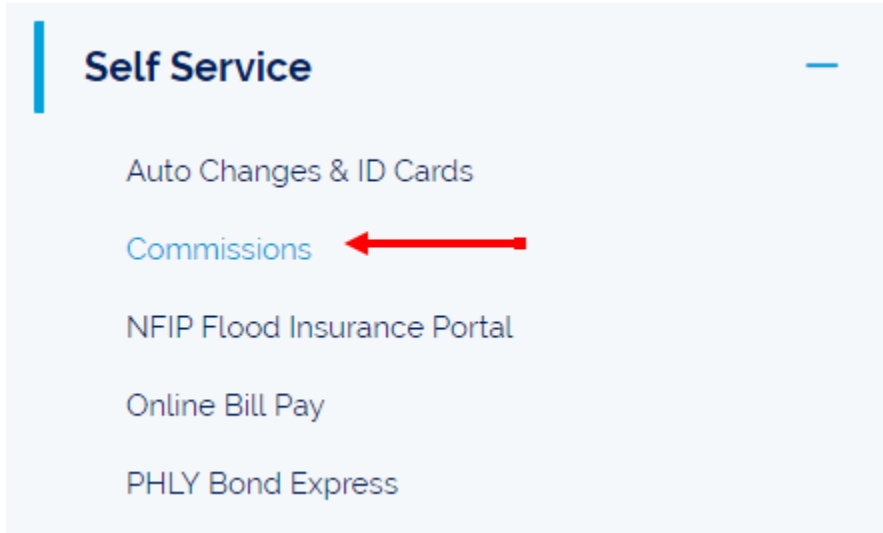 Self Service
Auto Changes & ID Cards
Commissions
NFIP Flood Insurance Portal
Online Bill Pay
PHLY Bond Express